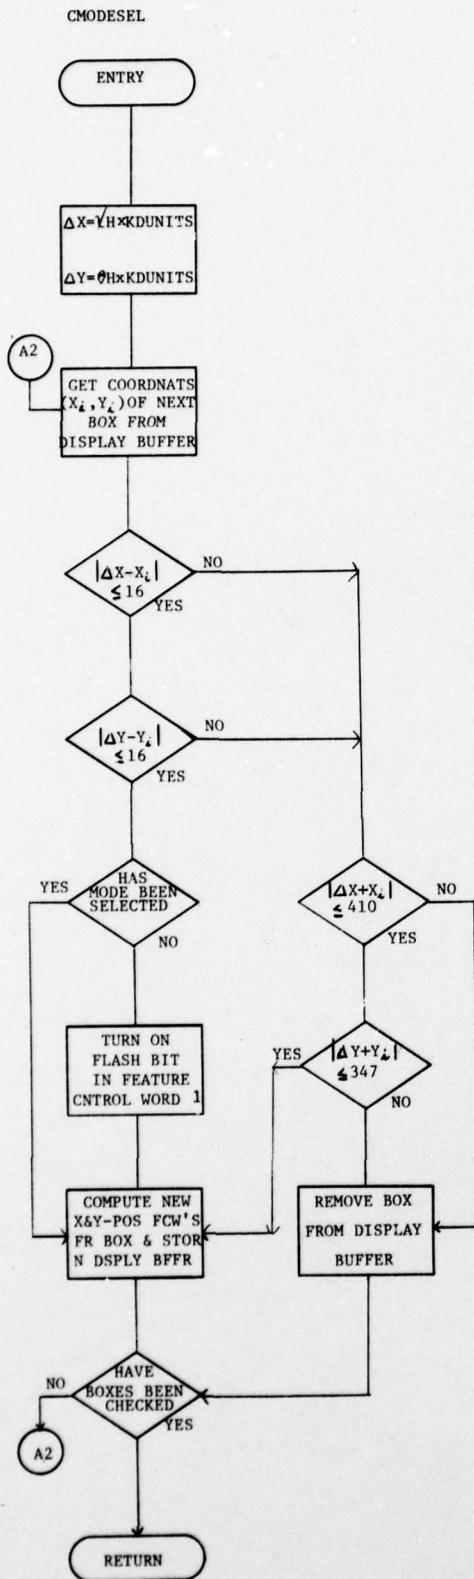 CMODESEL
ENTRY
ΔX=ΨH×KDUNITS
ΔY=θH×KDUNITS
A2
GET COORDNATS
(Xi,Yi)OF NEXT
BOX FROM
DISPLAY BUFFER
|ΔX-Xi|
≤16
NO
YES
|ΔY-Yi|
≤16
NO
YES
HAS
MODE BEEN
SELECTED
YES
NO
|ΔX+Xi|
≤410
NO
YES
TURN ON
FLASH BIT
IN FEATURE
CNTROL WORD 1
|ΔY+Yi|
≤347
YES
NO
COMPUTE NEW
X&Y-POS FCW'S
FR BOX & STOR
N DSPLY BFFR
REMOVE BOX
FROM DISPLAY
BUFFER
HAVE
BOXES BEEN
CHECKED
NO
YES
A2
RETURN